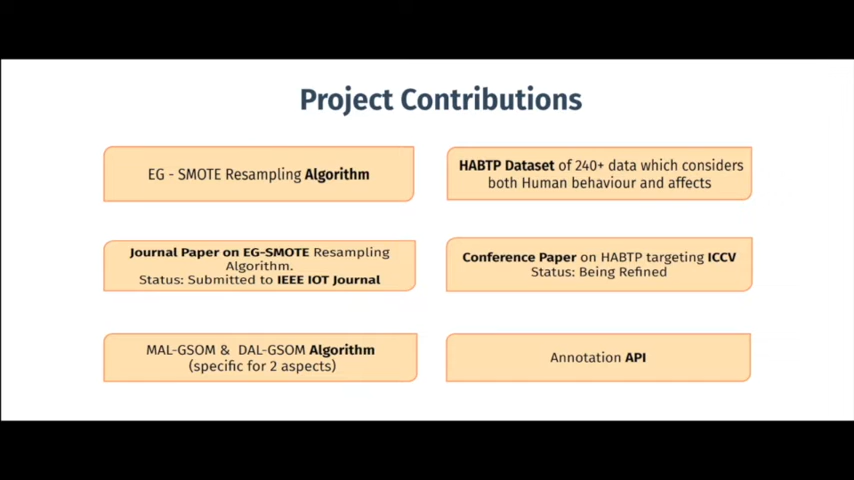 Project Contributions
EG - SMOTE Resampling Algorithm
HABTP Dataset of 240+ data which considers
both Human behaviour and affects
Journal Paper on EG-SMOTE Resampling
Algorithm.
Status: Submitted to IEEE IOT Journal
Conference Paper on HABTP targeting ICCV
Status: Being Refined
MAL-GSOM & DAL-GSOM Algorithm
(specific for 2 aspects)
Annotation API